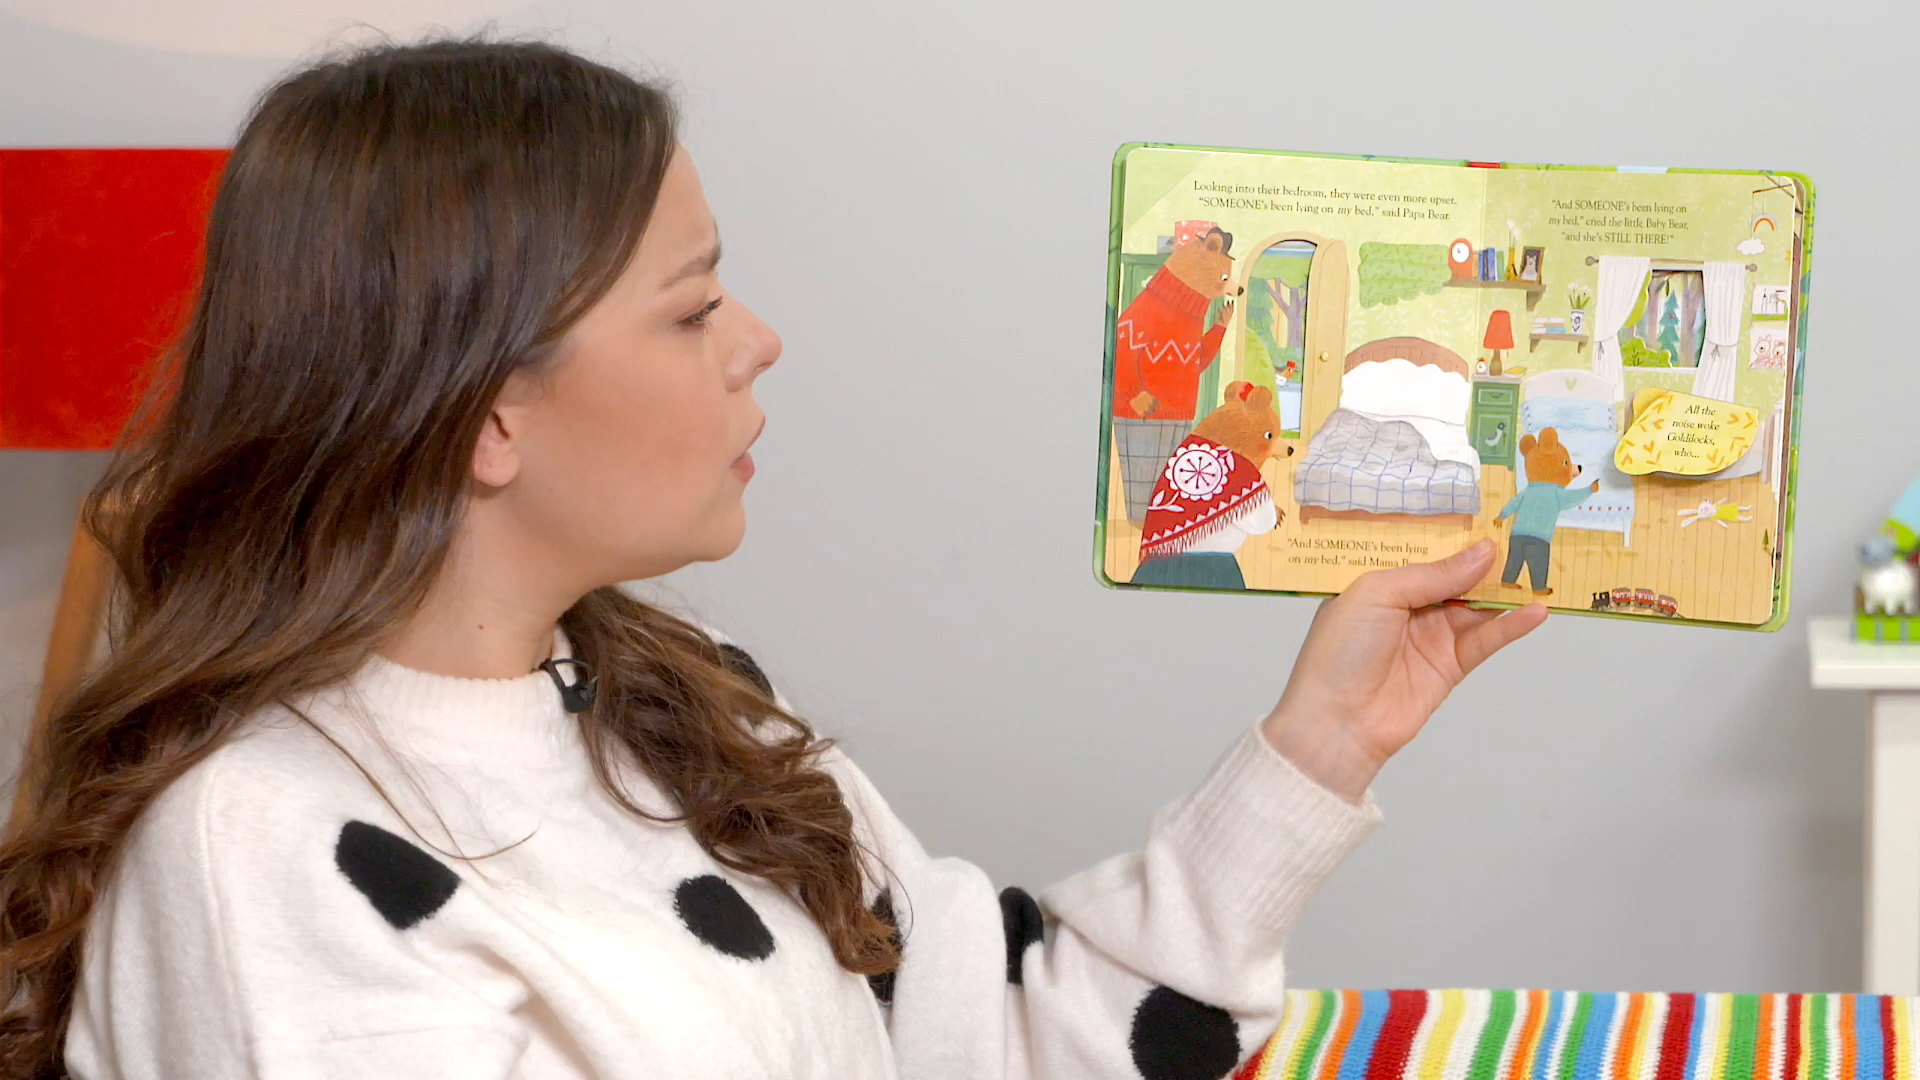 Looking into their bedroom, they were even more upset.
"SOMEONE's been lying on my bed," said Papa Bear.
"And SOMEONE's been lying
on my bed," said Mama
"And SOMEONE's been lying on
my bed," cried the little Baby Bear,
"and she's STILL THERE!"
All the
noise woke
Goldilocks,
who...